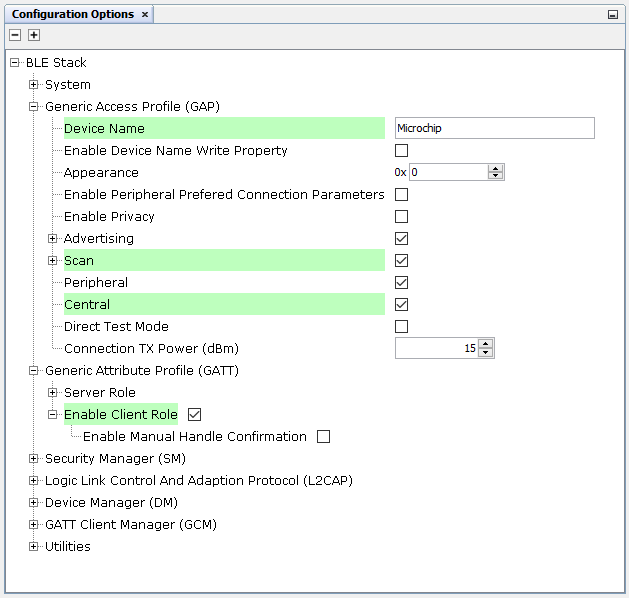 Configuration Options
BLE Stack
System
Generic Access Profile (GAP)
Device Name Microchip
Enable Device Name Write Property
Appearance 0x 0
Enable Peripheral Prefered Connection Parameters
Enable Privacy
Advertising
Scan
Peripheral
Central
Direct Test Mode
Connection TX Power (dBm) 15
Generic Attribute Profile (GATT)
Server Role
Enable Client Role
Enable Manual Handle Confirmation
Security Manager (SM)
Logic Link Control And Adaption Protocol (L2CAP)
Device Manager (DM)
GATT Client Manager (GCM)
Utilities